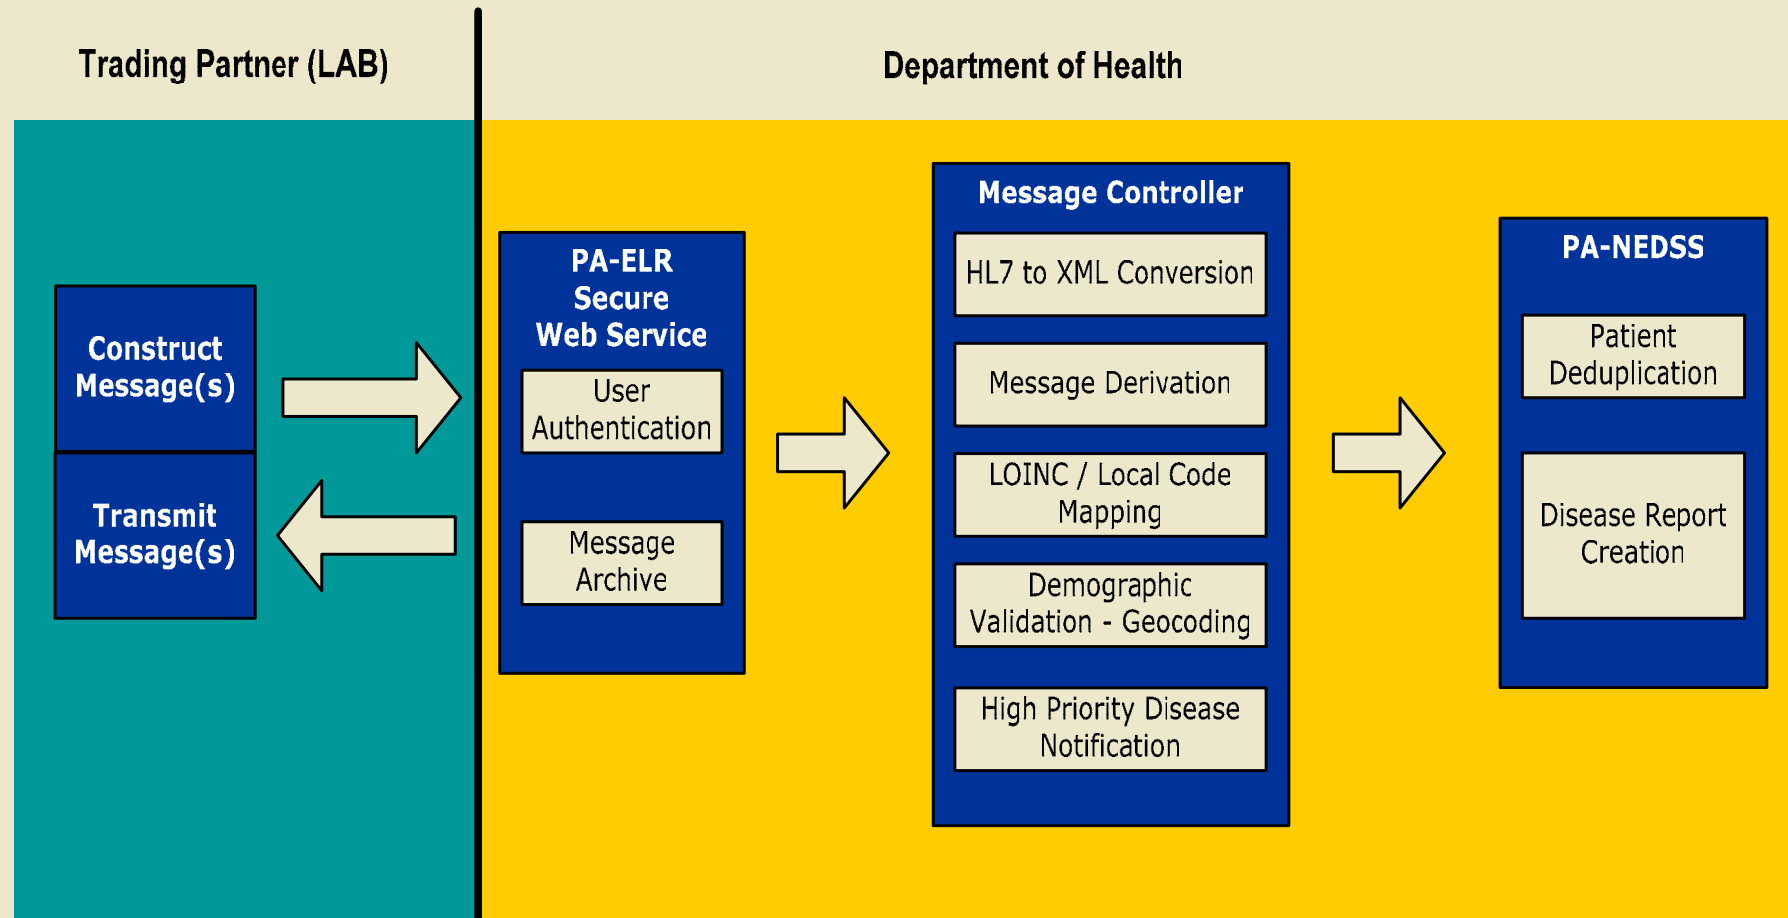 Trading Partner (LAB)
Department of Health
Construct
Message(s)
Transmit
Message(s)
PA-ELR
Secure
Web Service
User
Authentication
Message
Archive
Message Controller
HL7 to XML Conversion
Message Derivation
LOINC / Local Code
Mapping
Demographic
Validation - Geocoding
High Priority Disease
Notification
PA-NEDSS
Patient
Deduplication
Disease Report
Creation